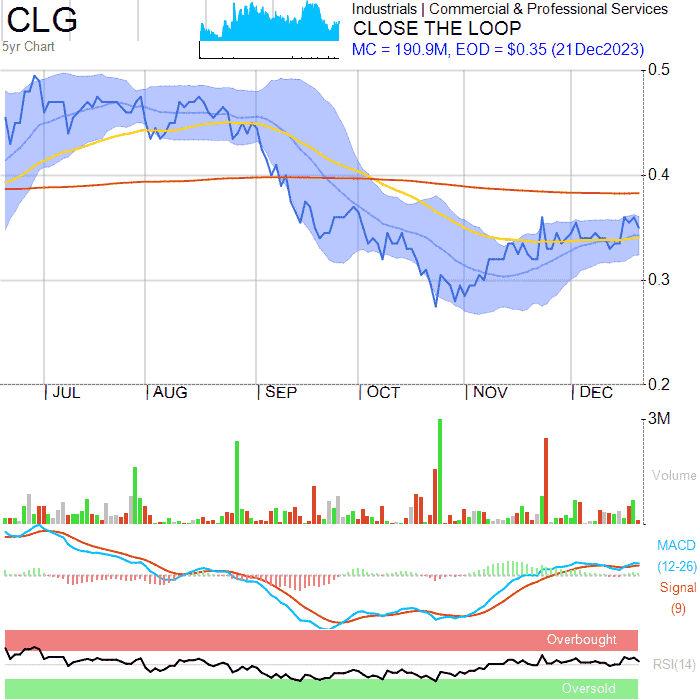 CLG
5yr Chart
Industrials | Commercial & Professional Services
CLOSE THE LOOP
MC = 190.9M, EOD = $0.35 (21Dec2023)
0.5
0.4
0.3
0.2
JUL
AUG
SEP
OCT
NOV
DEC
3M
Volume
MACD
(12-26)
Signal
(9)
Overbought
RSI(14)
Oversold